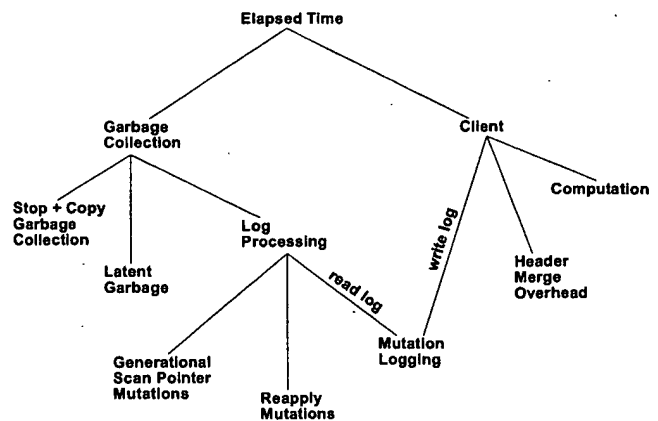 Elapsed Time
Garbage
Collection
Client
Stop + Copy
Garbage
Collection
Latent
Garbage
Log
Processing
write log
Computation
Header
Merge
Overhead
read log
Generational
Scan Pointer
Mutations
Reapply
Mutations
Mutation
Logging